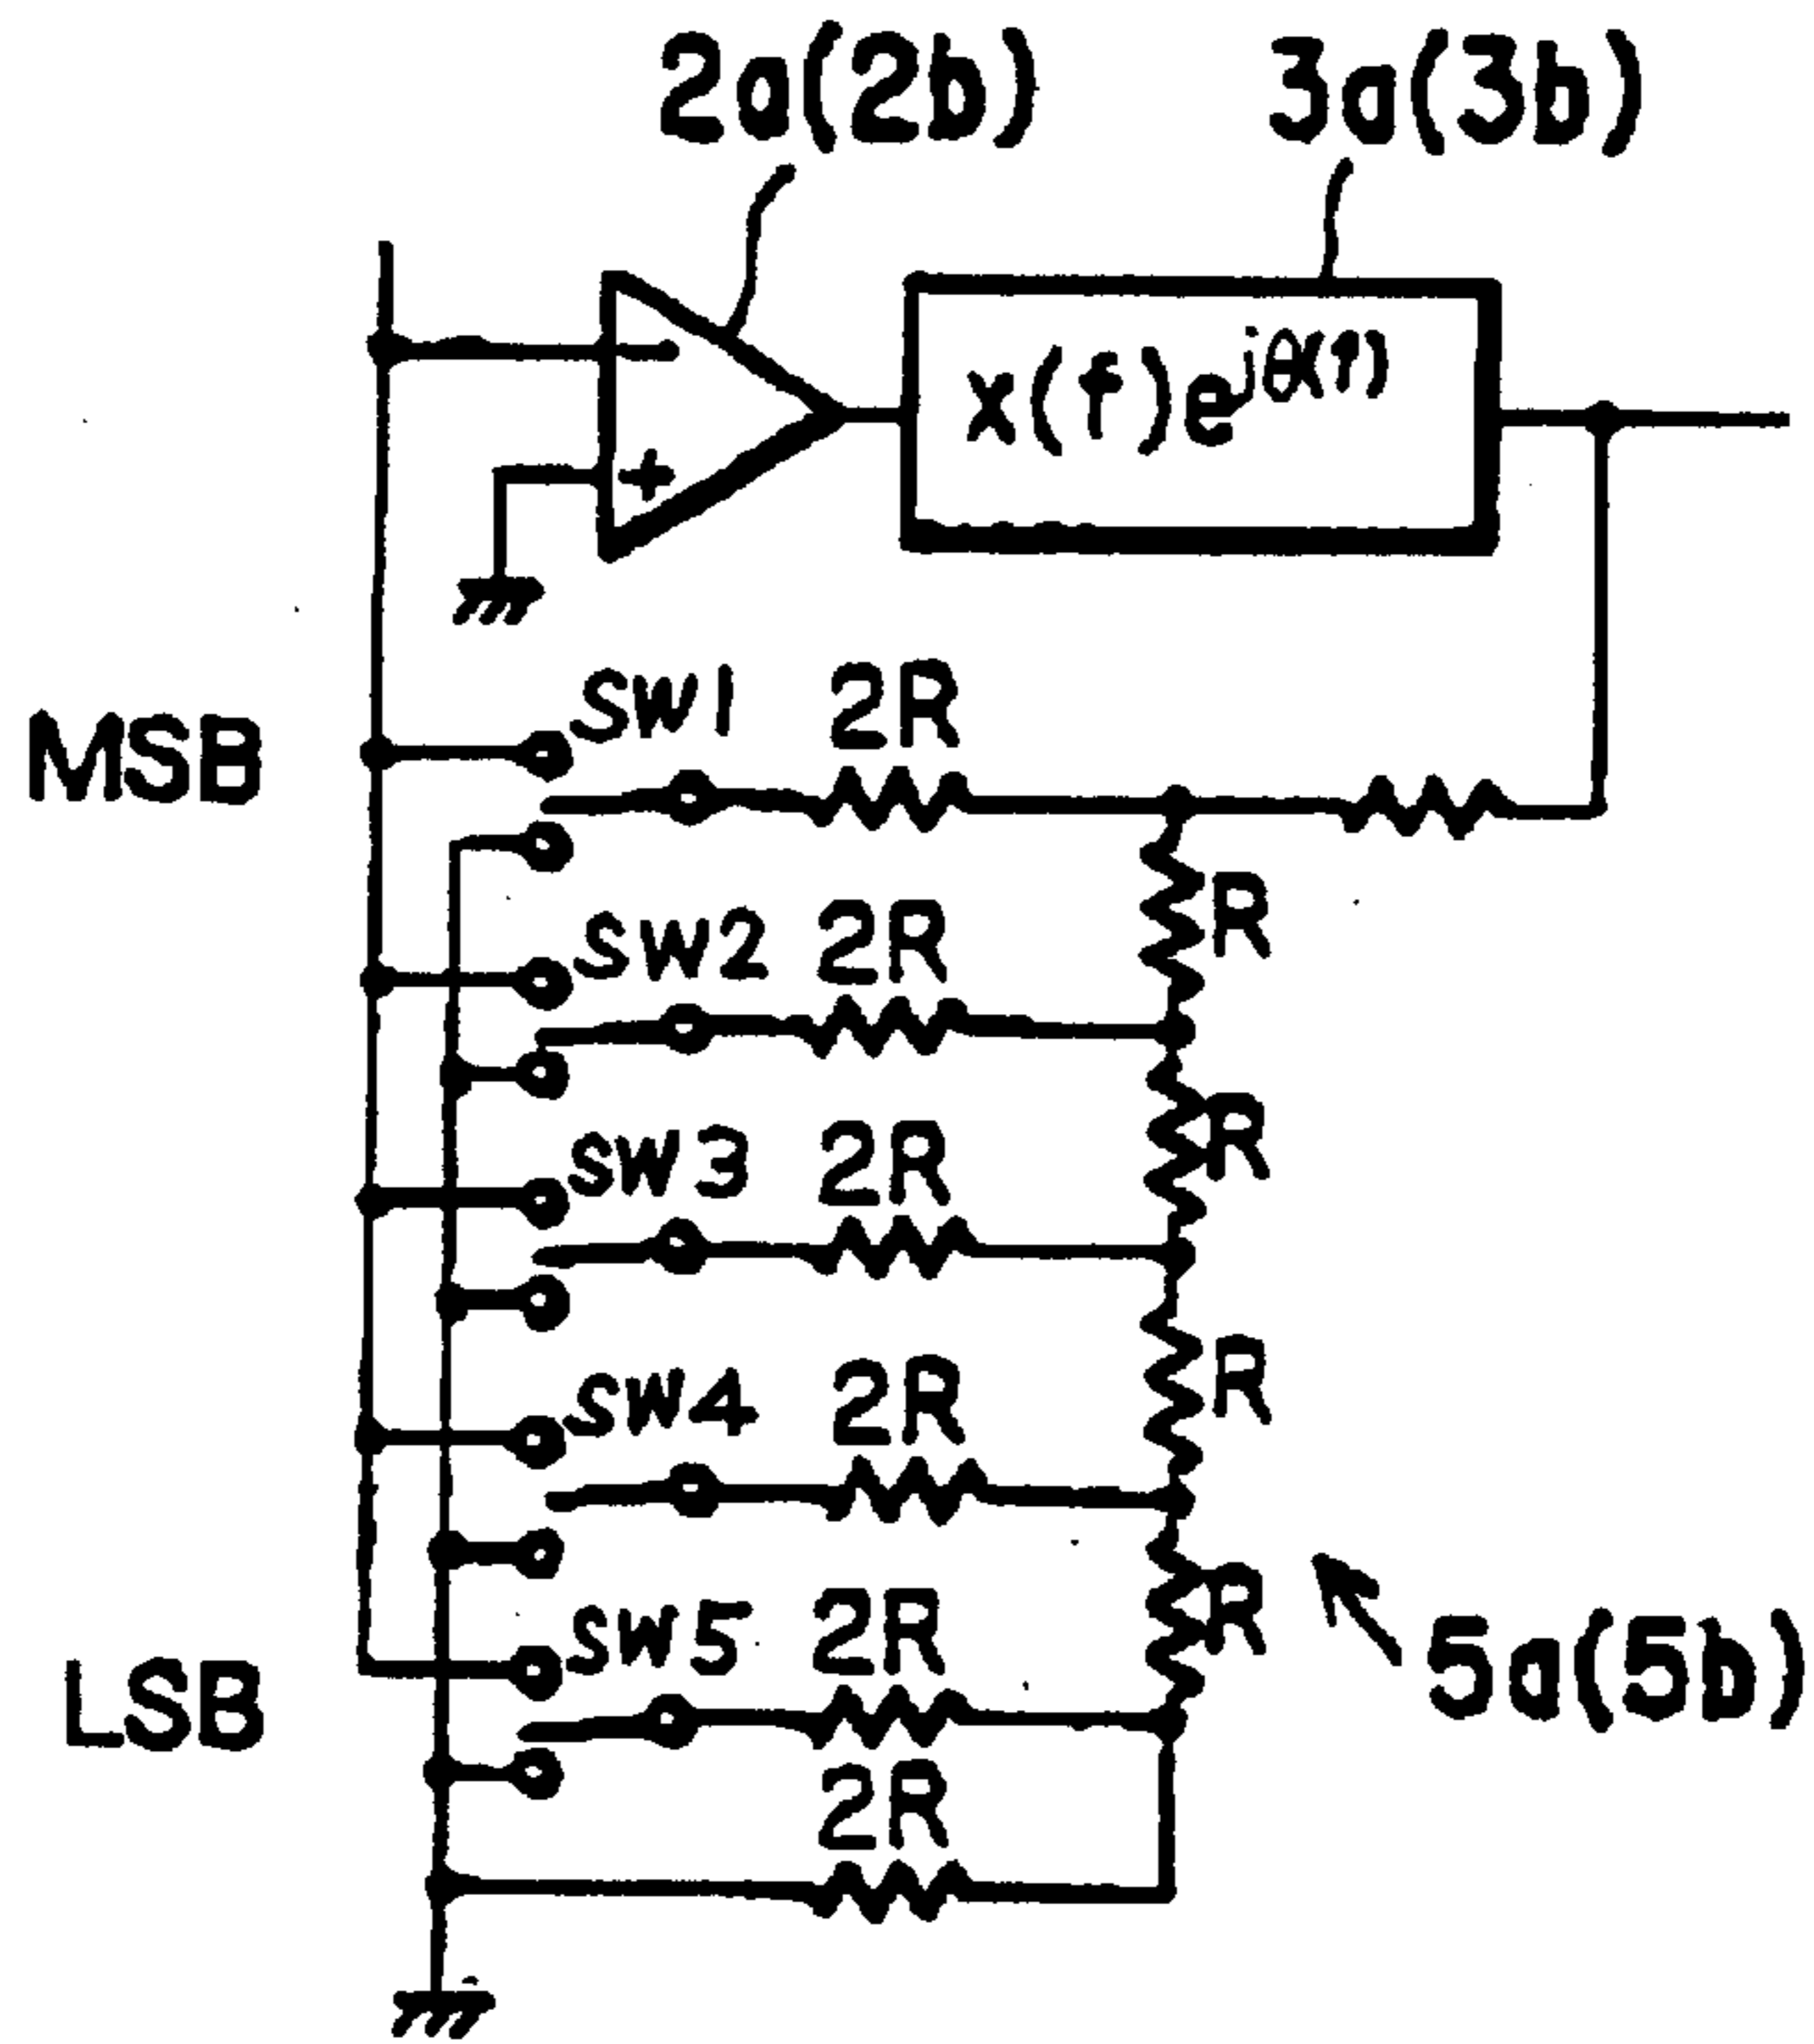 2a(2b) 3a(3b)
-
+
x(f)e^jθ(f)
MSB
SW1 2R
R
SW2 2R
R
SW3 2R
R
SW4 2R
R
SW5 2R
LSB
5a(5b)
2R